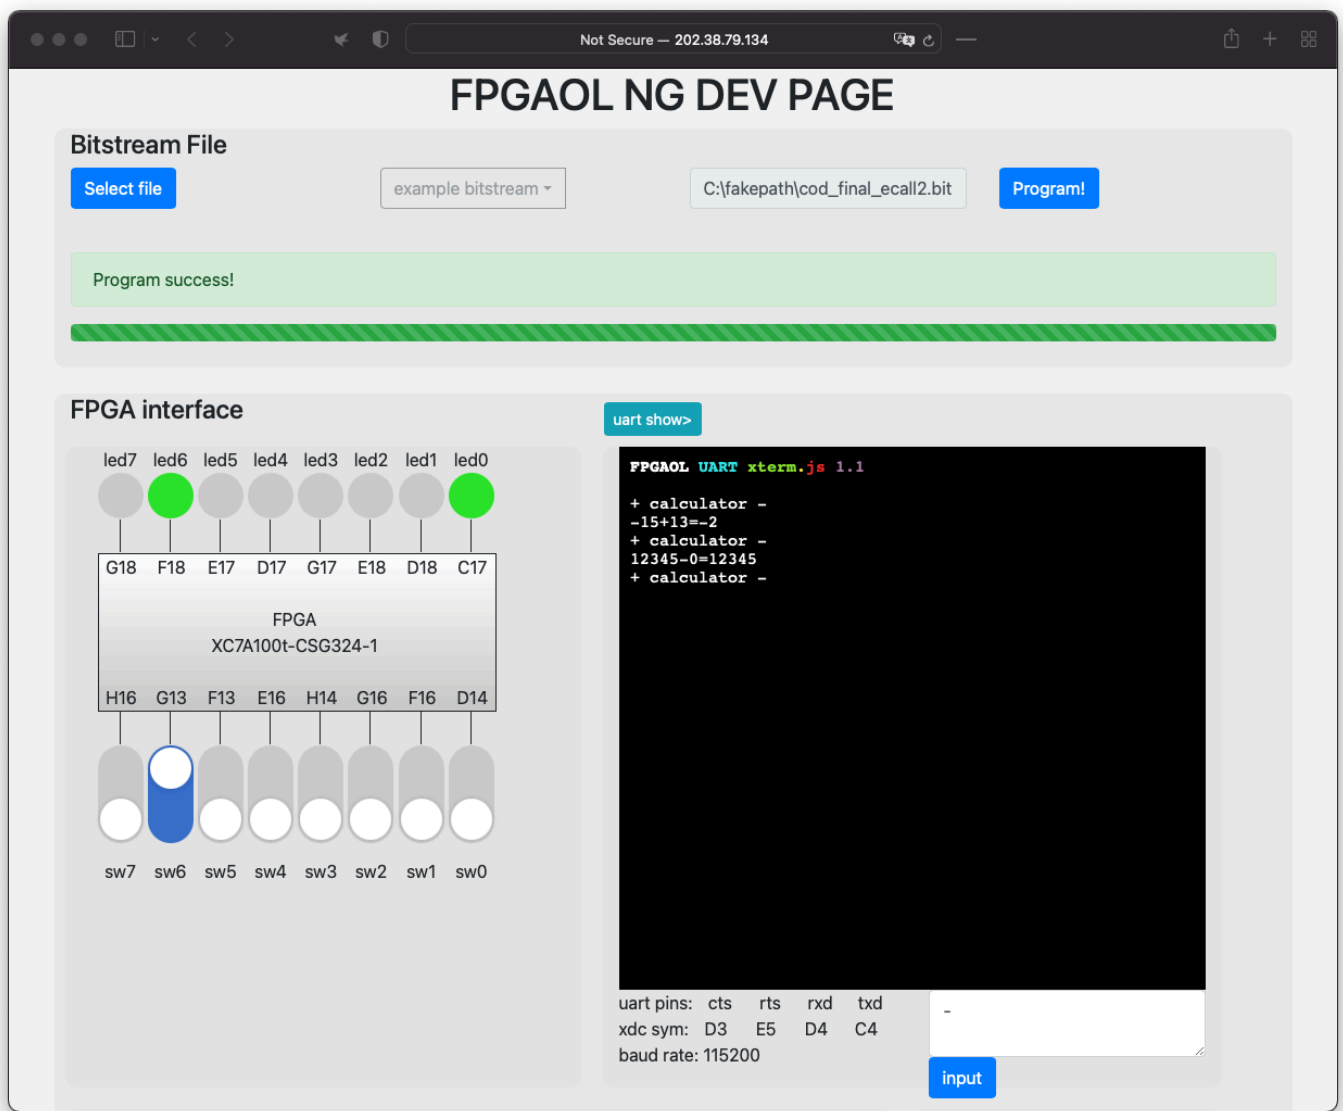 Not Secure — 202.38.79.134
FPGAOL NG DEV PAGE
Bitstream File
Select file
example bitstream
C:\fakepath\cod_final_ecall2.bit
Program!
Program success!
FPGA interface
uart show>
led7 led6 led5 led4 led3 led2 led1 led0
G18 F18 E17 D17 G17 E18 D18 C17
FPGA
XC7A100t-CSG324-1
H16 G13 F13 E16 H14 G16 F16 D14
sw7 sw6 sw5 sw4 sw3 sw2 sw1 sw0
FPGAOL UART xterm.js 1.1
+ calculator -
-15+13=-2
+ calculator -
12345-0=12345
+ calculator -
uart pins: cts rts rxd txd
xdc sym: D3 E5 D4 C4
baud rate: 115200
-
input